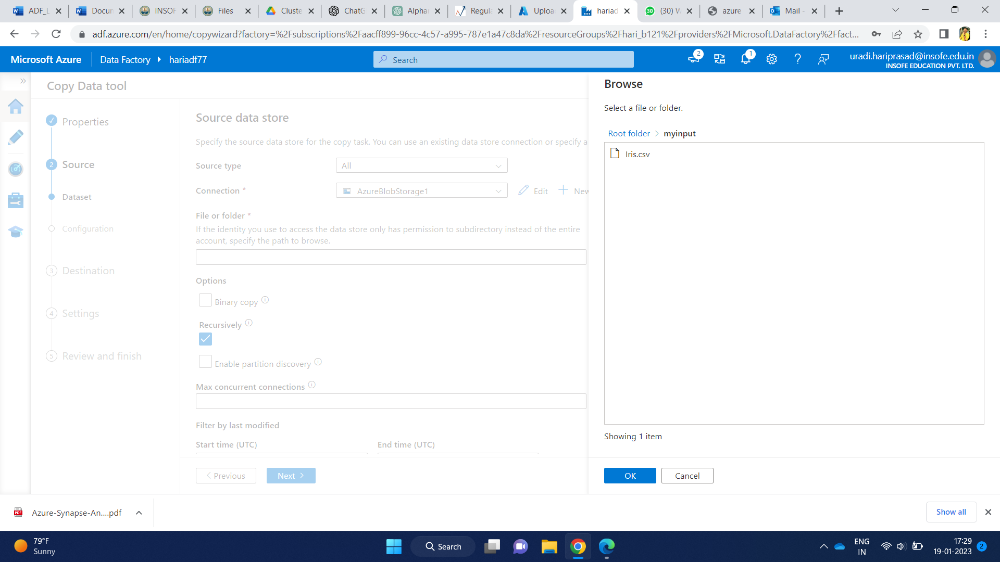 ADF_L
Docun
INSOF
Files
Cluste
ChatG
Alphar
Regula
Uploa
hariad
(30) W
azure
Mail -
adf.azure.com/en/home/copywizard?factory=%2Fsubscriptions%2Faacff899-96cc-4c57-a995-787e1a47c8da%2FresourceGroups%2Fhari_b121%2Fproviders%2FMicrosoft.DataFactory%2Ffact...
Microsoft Azure
Data Factory
hariadf77
Search
2
1
uradi.hariprasad@insofe.edu.in
INSOFE EDUCATION PVT. LTD.
Copy Data tool
Properties
2 Source
Dataset
Configuration
3 Destination
4 Settings
5 Review and finish
Source data store
Specify the source data store for the copy task. You can use an existing data store connection or specify a
Source type
All
Connection *
AzureBlobStorage1
Edit
New
File or folder *
If the identity you use to access the data store only has permission to subdirectory instead of the entire
account, specify the path to browse.
Options
Binary copy
Recursively
Enable partition discovery
Max concurrent connections
Filter by last modified
Start time (UTC)
End time (UTC)
< Previous
Next >
Browse
Select a file or folder.
Root folder > myinput
Iris.csv
Showing 1 item
OK
Cancel
Azure-Synapse-An....pdf
Show all
79°F
Sunny
Search
ENG
IN
17:29
19-01-2023
2